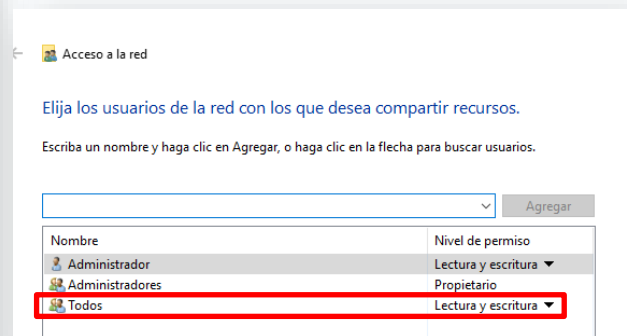 Acceso a la red
Elija los usuarios de la red con los que desea compartir recursos.
Escriba un nombre y haga clic en Agregar, o haga clic en la flecha para buscar usuarios.
Agregar
Nombre Nivel de permiso
Administrador Lectura y escritura
Administradores Propietario
Todos Lectura y escritura